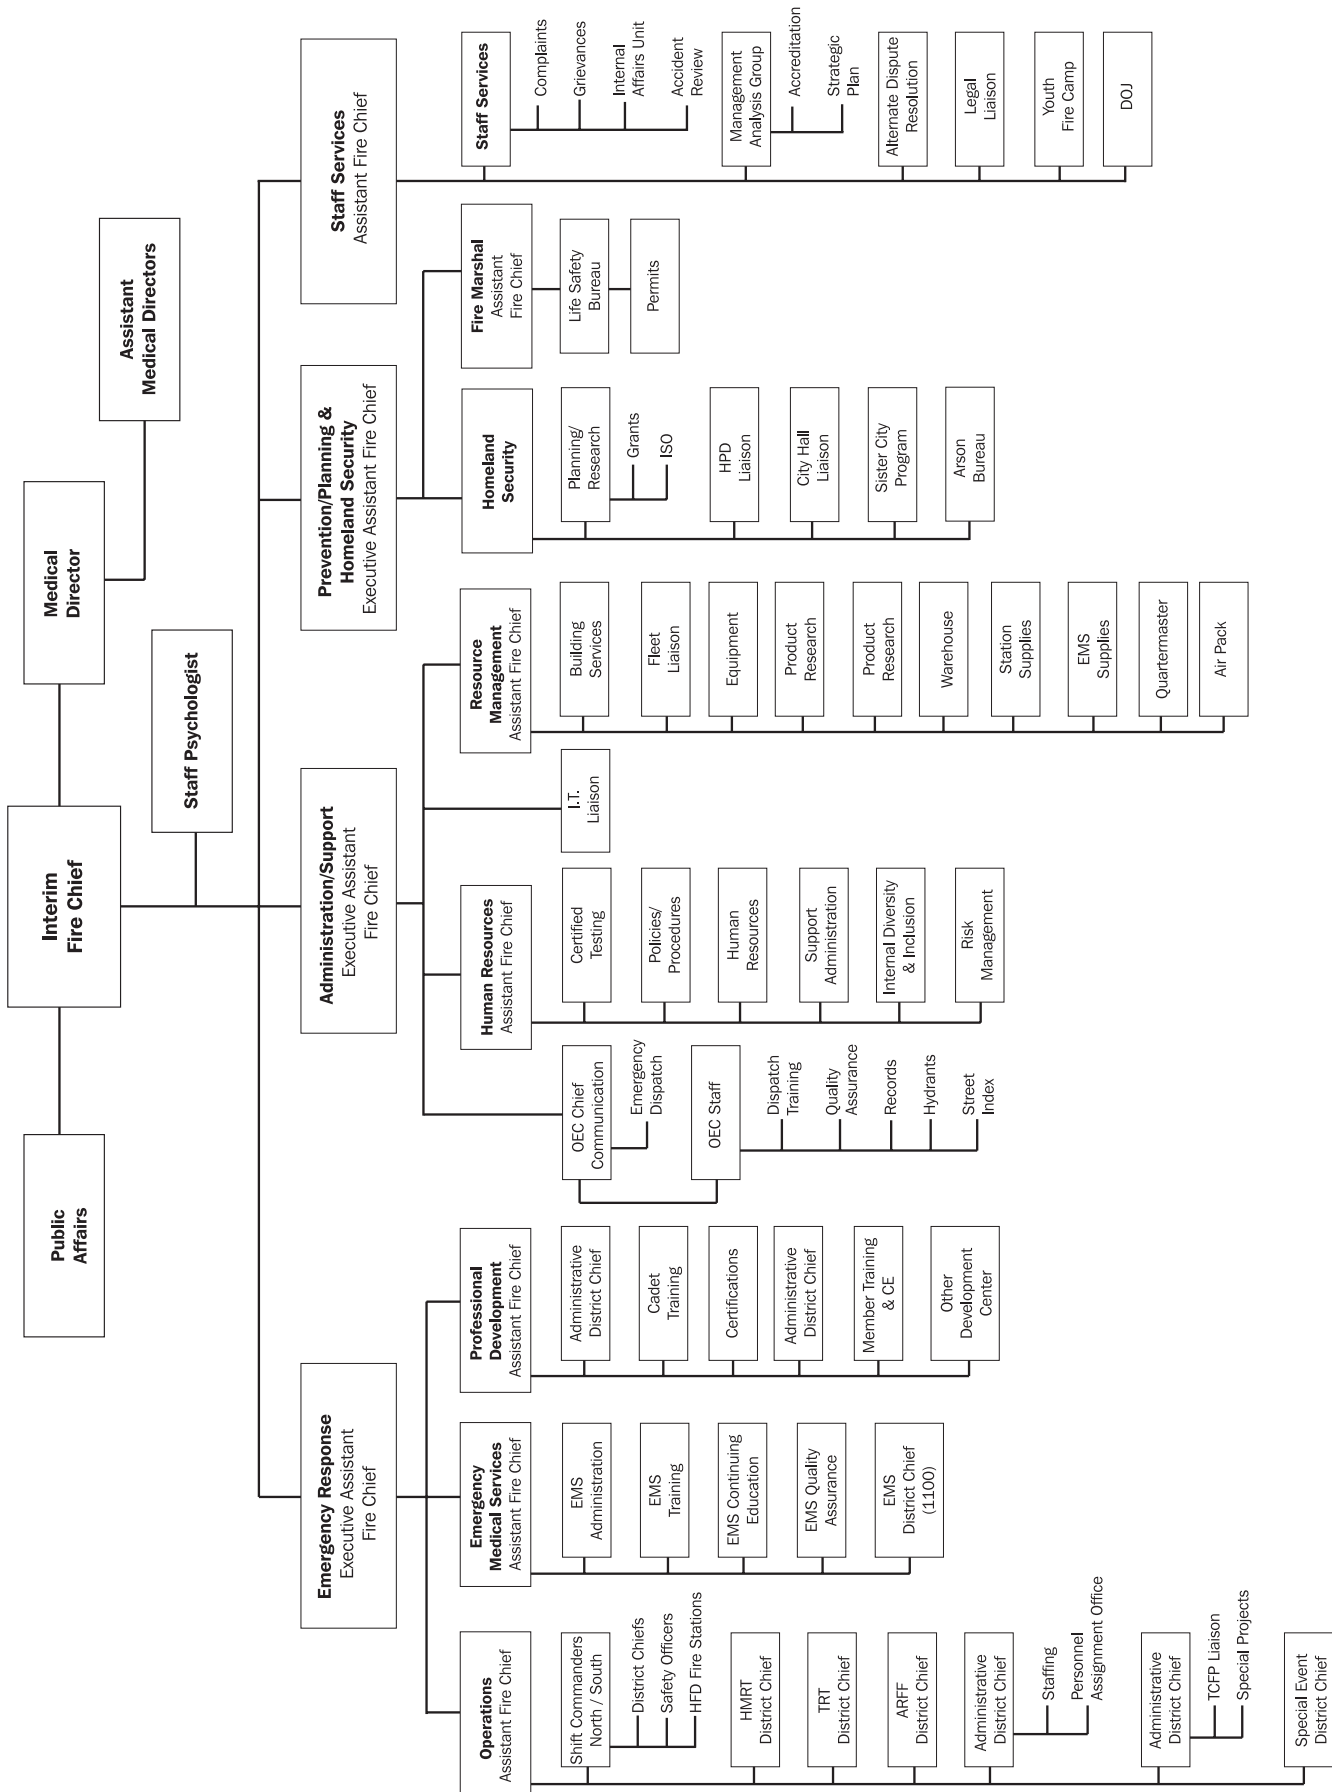 Interim
Fire Chief
Public
Affairs
Medical
Director
Assistant
Medical Directors
Staff Psychologist
Emergency Response
Executive Assistant
Fire Chief
Administration/Support
Executive Assistant
Fire Chief
Prevention/Planning &
Homeland Security
Executive Assistant Fire Chief
Staff Services
Assistant Fire Chief
Operations
Assistant Fire Chief
Shift Commanders
North / South
District Chiefs
Safety Officers
HFD Fire Stations
HMRT
District Chief
TRT
District Chief
ARFF
District Chief
Administrative
District Chief
Staffing
Personnel
Assignment Office
Administrative
District Chief
TCFP Liaison
Special Projects
Special Event
District Chief
Emergency
Medical Services
Assistant Fire Chief
EMS
Administration
EMS
Training
EMS Continuing
Education
EMS Quality
Assurance
EMS
District Chief
(1100)
Professional
Development
Assistant Fire Chief
Administrative
District Chief
Cadet
Training
Certifications
Administrative
District Chief
Member Training
& CE
Other
Development
Center
OEC Chief
Communication
Emergency
Dispatch
OEC Staff
Dispatch
Training
Quality
Assurance
Records
Hydrants
Street
Index
Human Resources
Assistant Fire Chief
Certified
Testing
Policies/
Procedures
Human
Resources
Support
Administration
Internal Diversity
& Inclusion
Risk
Management
I.T.
Liaison
Resource
Management
Assistant Fire Chief
Building
Services
Fleet
Liaison
Equipment
Product
Research
Product
Research
Warehouse
Station
Supplies
EMS
Supplies
Quartermaster
Air Pack
Homeland
Security
Planning/
Research
Grants
ISO
HPD
Liaison
City Hall
Liaison
Sister City
Program
Arson
Bureau
Fire Marshal
Assistant
Fire Chief
Life Safety
Bureau
Permits
Staff Services
Complaints
Grievances
Internal
Affairs Unit
Accident
Review
Management
Analysis Group
Accreditation
Strategic
Plan
Alternate Dispute
Resolution
Legal
Liaison
Youth
Fire Camp
DOJ